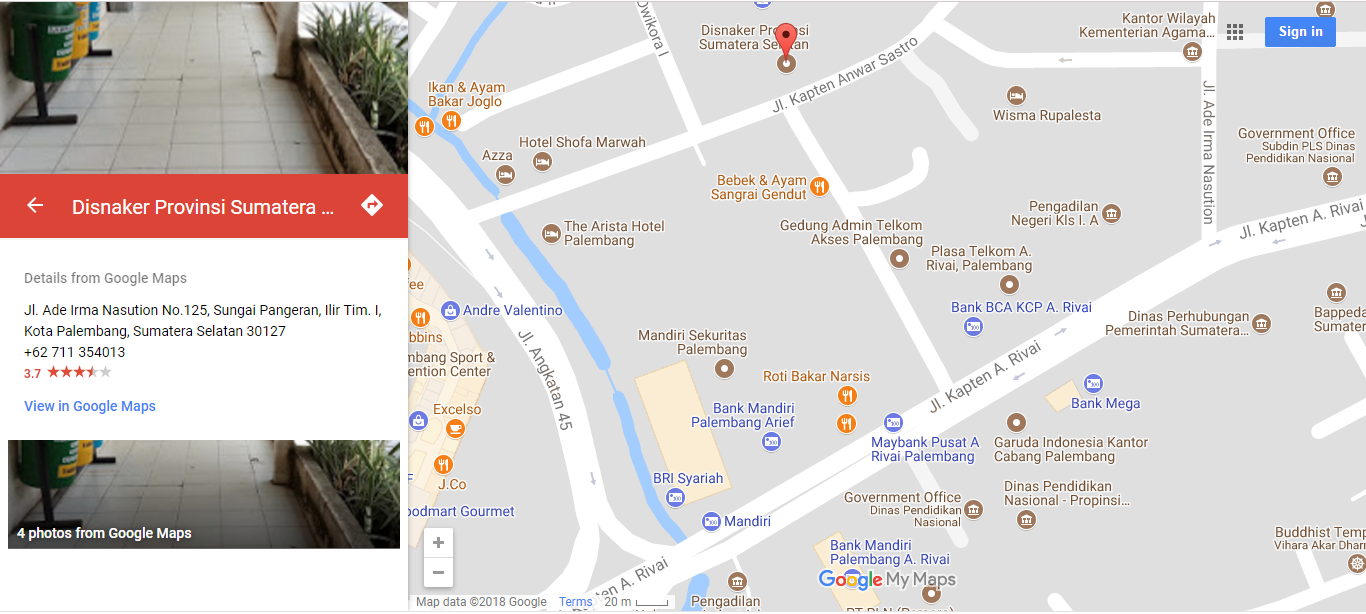 Disnaker Provinsi Sumatera ...
Details from Google Maps
Jl. Ade Irma Nasution No.125, Sungai Pangeran, Ilir Tim. I,
Kota Palembang, Sumatera Selatan 30127
+62 711 354013
3.7
View in Google Maps
4 photos from Google Maps
Sign in
Dwikora I
Disnaker Provinsi
Sumatera Selatan
Kantor Wilayah
Kementerian Agama...
Jl. Kapten Anwar Sastro
Ikan & Ayam
Bakar Joglo
Wisma Rupalesta
Jl. Ade Irma Nasution
Government Office
Subdin PLS Dinas
Pendidikan Nasional
Hotel Shofa Marwah
Azza
Bebek & Ayam
Sangrai Gendut
Pengadilan
Negeri Kls I. A
The Arista Hotel
Palembang
Gedung Admin Telkom
Akses Palembang
Jl. Kapten A. Rivai
Plasa Telkom A.
Rivai, Palembang
ee
Andre Valentino
Bank BCA KCP A. Rivai
Dinas Perhubungan
Pemerintah Sumatera...
Bappeda
Sumater
bbins
Jl. Angkatan 45
Mandiri Sekuritas
Palembang
mbang Sport &
ention Center
Roti Bakar Narsis
Jl. Kapten A. Rivai
Bank Mega
Excelso
Bank Mandiri
Palembang Arief
Maybank Pusat A
Rivai Palembang
Garuda Indonesia Kantor
Cabang Palembang
J.Co
BRI Syariah
Dinas Pendidikan
Nasional - Propinsi...
Government Office
Dinas Pendidikan
Nasional
odmart Gourmet
Mandiri
Buddhist Temp
Vihara Akar Dhar
Bank Mandiri
Palembang A. Rivai
Jl. Kapten A. Rivai
Google My Maps
Pengadilan
PT PLN (Persero)
Map data ©2018 Google
Terms
20 m